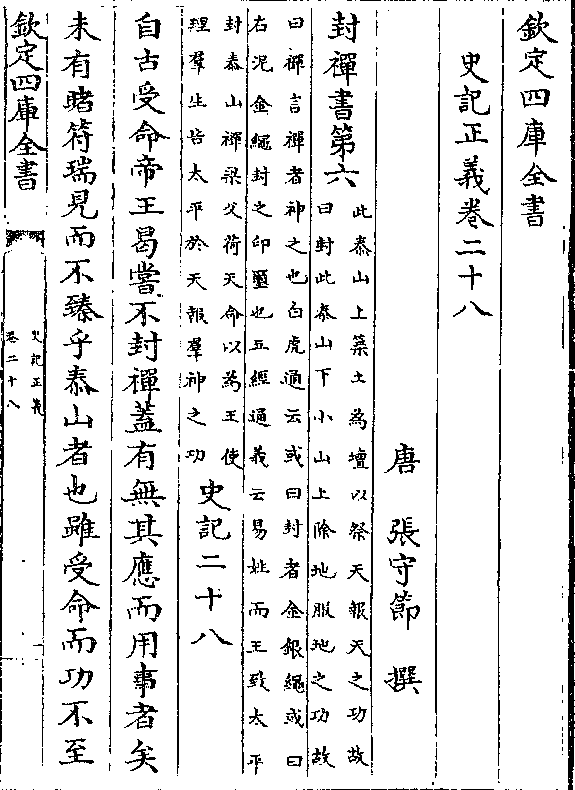 欽定四庫全書
史記正義卷二十八
唐 張守節 撰
封禪書第六
此泰山上築土為壇以祭天報天之功故
曰封此泰山下小山上除地服地之功故
曰禪言禪者神之也白虎通云或曰封者金銀繩或曰
右泥金繩封之印璽也五經通義云易姓而王致太平
封泰山禪梁父荷天命以為王使
理羣生告太平於天報羣神之功
史記二十八
自古受命帝王曷嘗不封禪蓋有無其應而用事者矣
未有睹符瑞見而不臻乎泰山者也雖受命而功不至
欽定四庫全書
史記正義
卷二十八